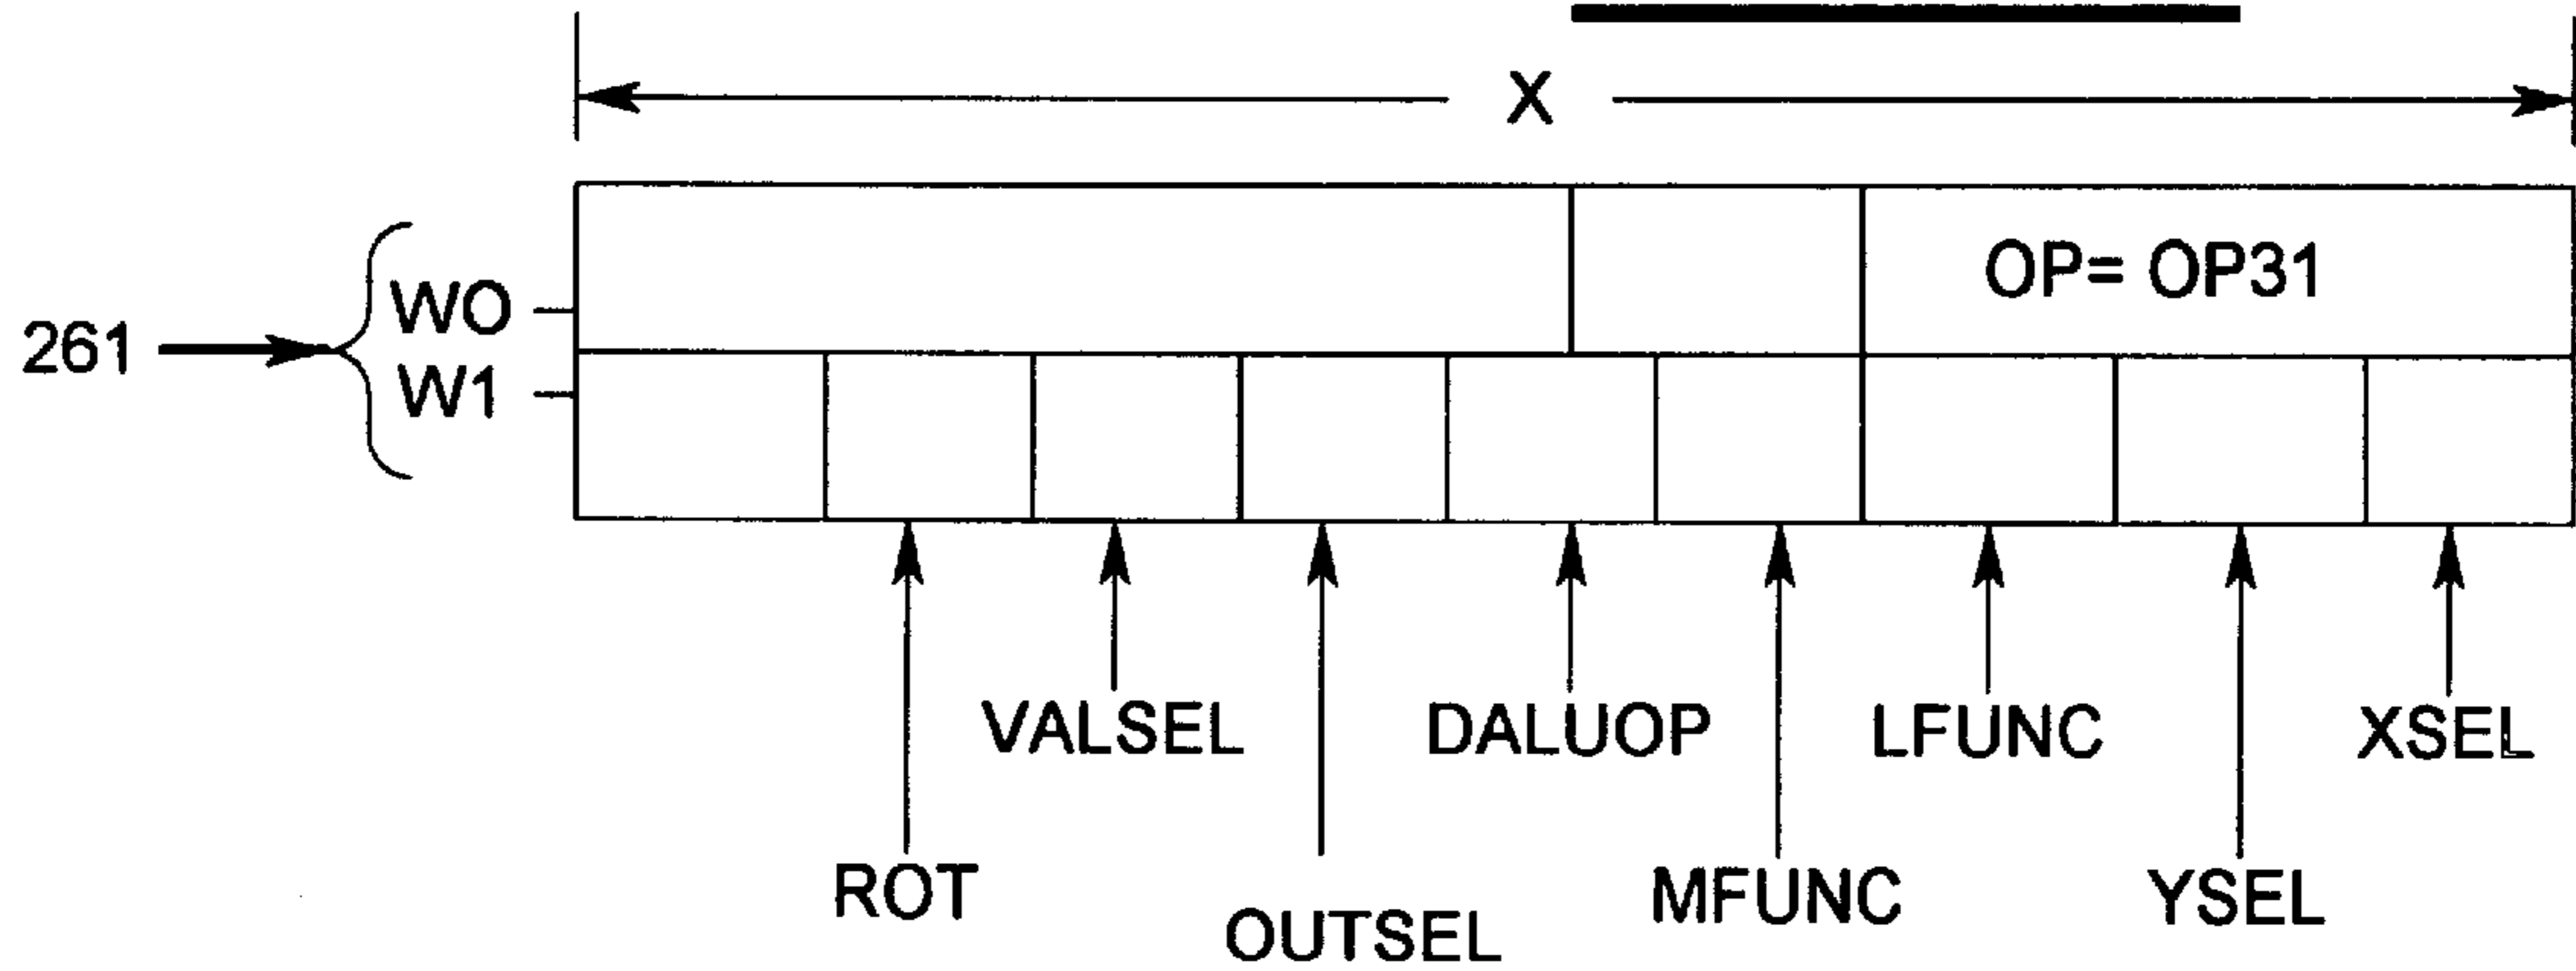 X
OP= OP31
WO
261
W1
VALSEL
DALUOP
LFUNC
XSEL
ROT
MFUNC
YSEL
OUTSEL